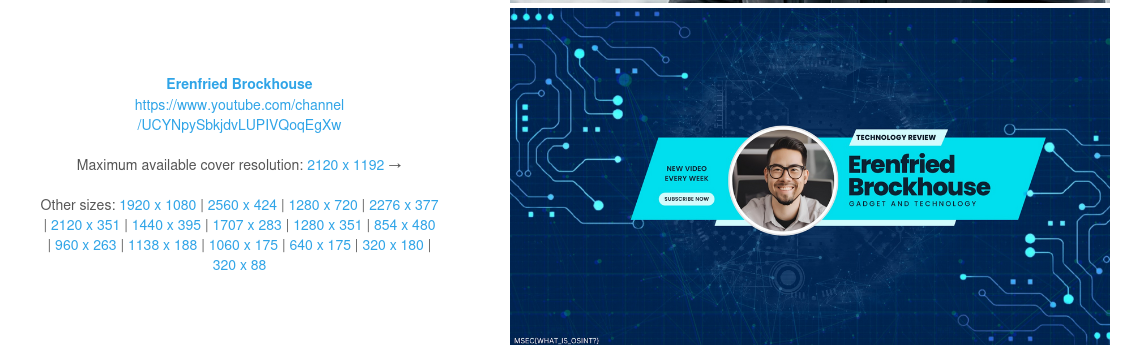 Erenfried Brockhouse
https://www.youtube.com/channel
/UCYNpySbkjdvLUPIVQoqEgXw
Maximum available cover resolution: 2120 x 1192 →
Other sizes: 1920 x 1080 | 2560 x 424 | 1280 x 720 | 2276 x 377
| 2120 x 351 | 1440 x 395 | 1707 x 283 | 1280 x 351 | 854 x 480
| 960 x 263 | 1138 x 188 | 1060 x 175 | 640 x 175 | 320 x 180 |
320 x 88
NEW VIDEO
EVERY WEEK
SUBSCRIBE NOW
TECHNOLOGY REVIEW
Erenfried
Brockhouse
GADGET AND TECHNOLOGY
MSEC{WHAT_IS_OSINT?}